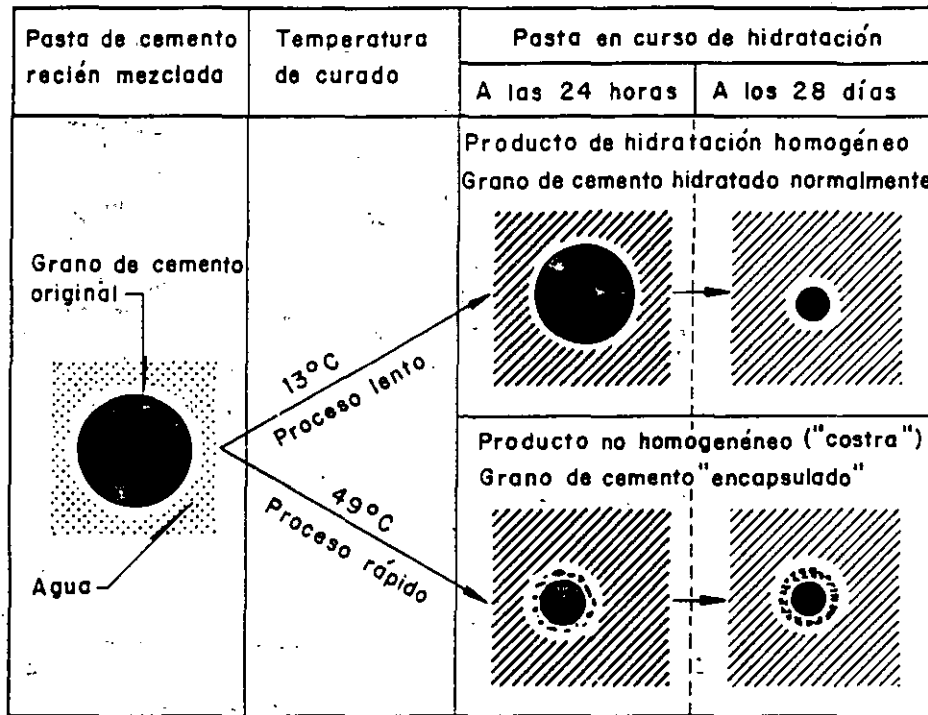 Pasta de cemento
recién mezclada
Temperatura
de curado
Pasta en curso de hidratación
A las 24 horas
A los 28 días
Producto de hidratación homogéneo
Grano de cemento hidratado normalmente
Grano de cemento
original
13°C
Proceso lento
Producto no homogenéneo ("costra")
Grano de cemento "encapsulado"
49°C
Proceso rápido
Agua